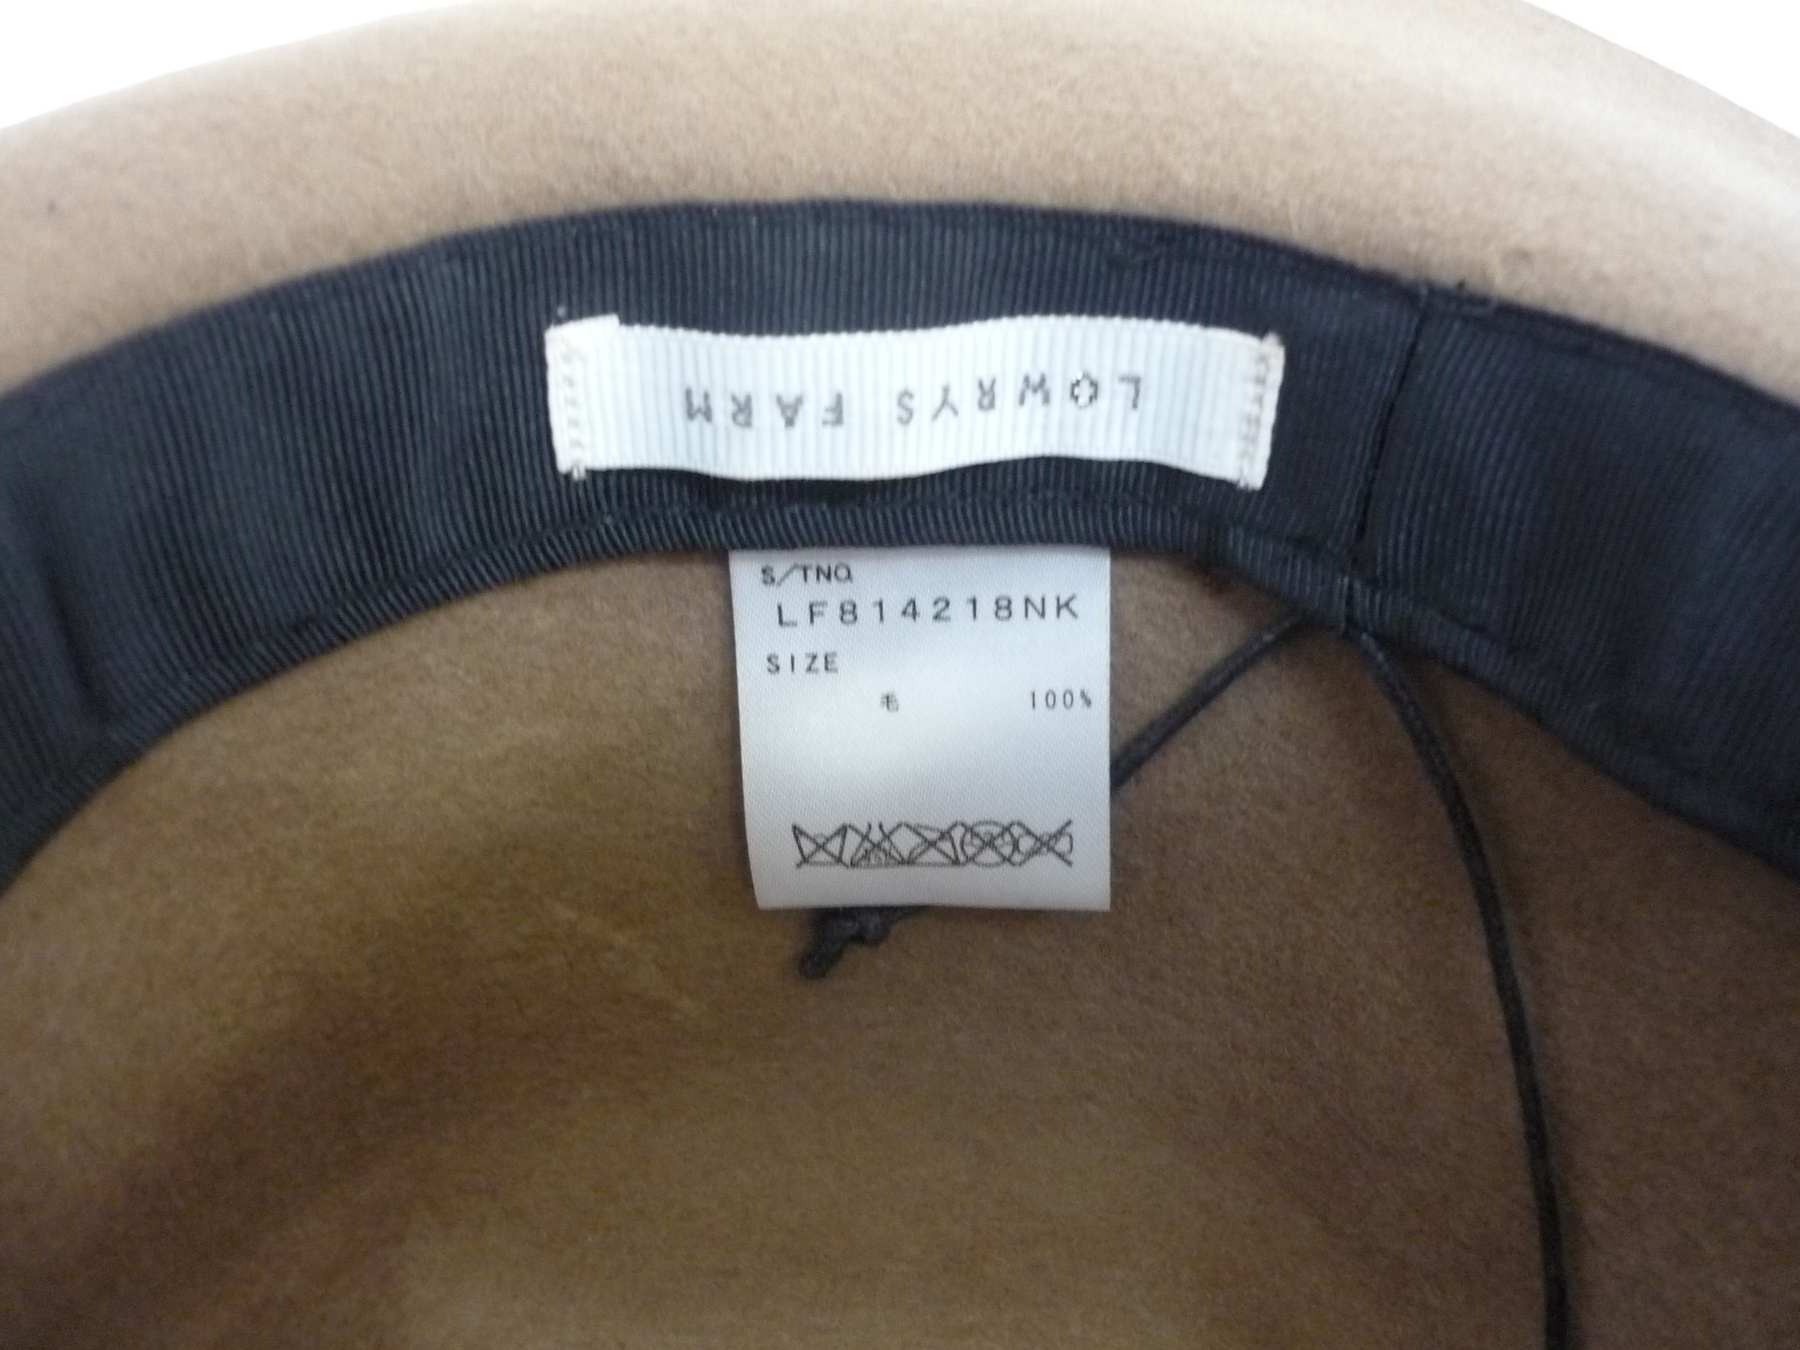 LOWRYS FARM
S/TNO.
LF814218NK
SIZE
毛 100%